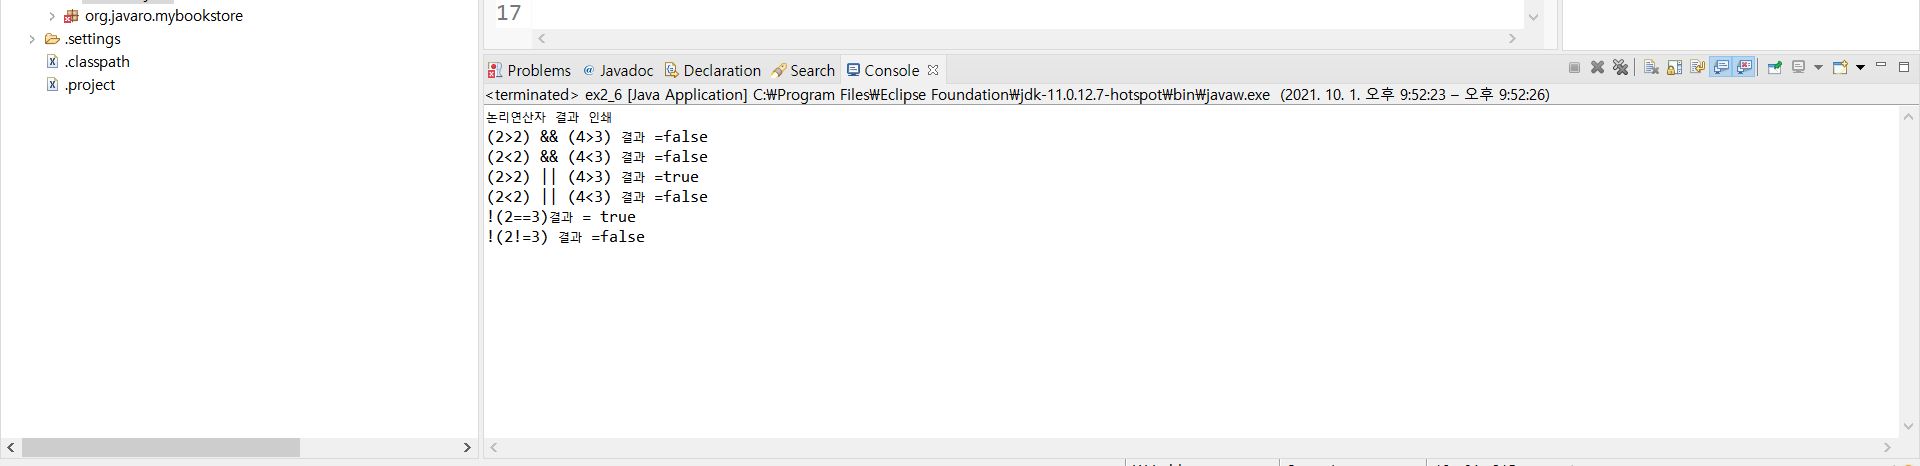 org.javaro.mybookstore
.settings
.classpath
.project
17
Problems @ Javadoc Declaration Search Console
<terminated> ex2_6 [Java Application] C:₩Program Files₩Eclipse Foundation₩jdk-11.0.12.7-hotspot₩bin₩javaw.exe (2021. 10. 1. 오후 9:52:23 – 오후 9:52:26)
논리연산자 결과 인쇄
(2>2) && (4>3) 결과 =false
(2<2) && (4<3) 결과 =false
(2>2) || (4>3) 결과 =true
(2<2) || (4<3) 결과 =false
!(2==3)결과 = true
!(2!=3) 결과 =false